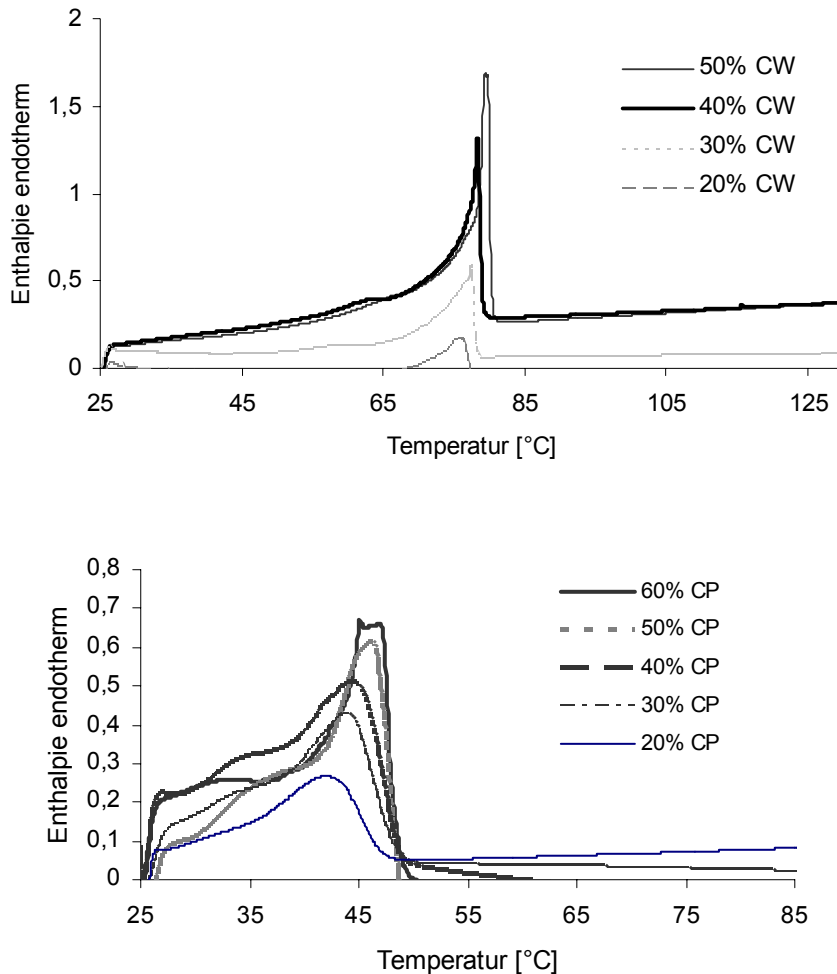 2
1,5
1
0,5
0
Enthalpie endotherm
25 45 65 85 105 125
Temperatur [°C]
50% CW
40% CW
30% CW
20% CW
0,8
0,7
0,6
0,5
0,4
0,3
0,2
0,1
0
Enthalpie endotherm
25 35 45 55 65 75 85
Temperatur [°C]
60% CP
50% CP
40% CP
30% CP
20% CP